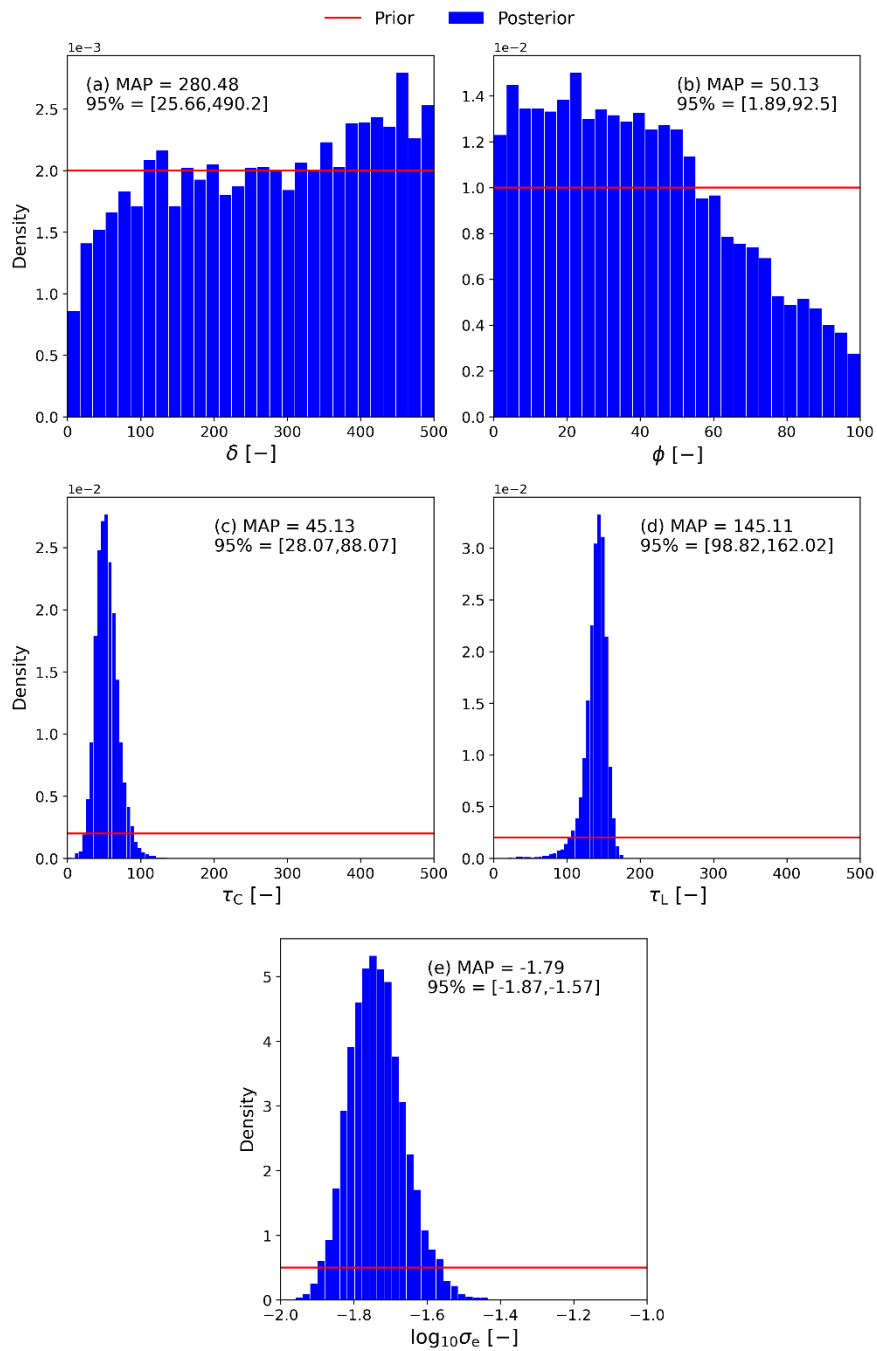 Prior Posterior
1e−3
(a) MAP = 280.48
95% = [25.66,490.2]
2.5
2.0
1.5
1.0
0.5
0.0
Density
0 100 200 300 400 500
δ [−]
1e−2
(b) MAP = 50.13
95% = [1.89,92.5]
1.4
1.2
1.0
0.8
0.6
0.4
0.2
0.0
0 20 40 60 80 100
ϕ [−]
1e−2
(c) MAP = 45.13
95% = [28.07,88.07]
2.5
2.0
1.5
1.0
0.5
0.0
Density
0 100 200 300 400 500
τC [−]
1e−2
(d) MAP = 145.11
95% = [98.82,162.02]
3.0
2.5
2.0
1.5
1.0
0.5
0.0
0 100 200 300 400 500
τL [−]
(e) MAP = -1.79
95% = [-1.87,-1.57]
5
4
3
2
1
0
Density
−2.0 −1.8 −1.6 −1.4 −1.2 −1.0
log10σe [−]